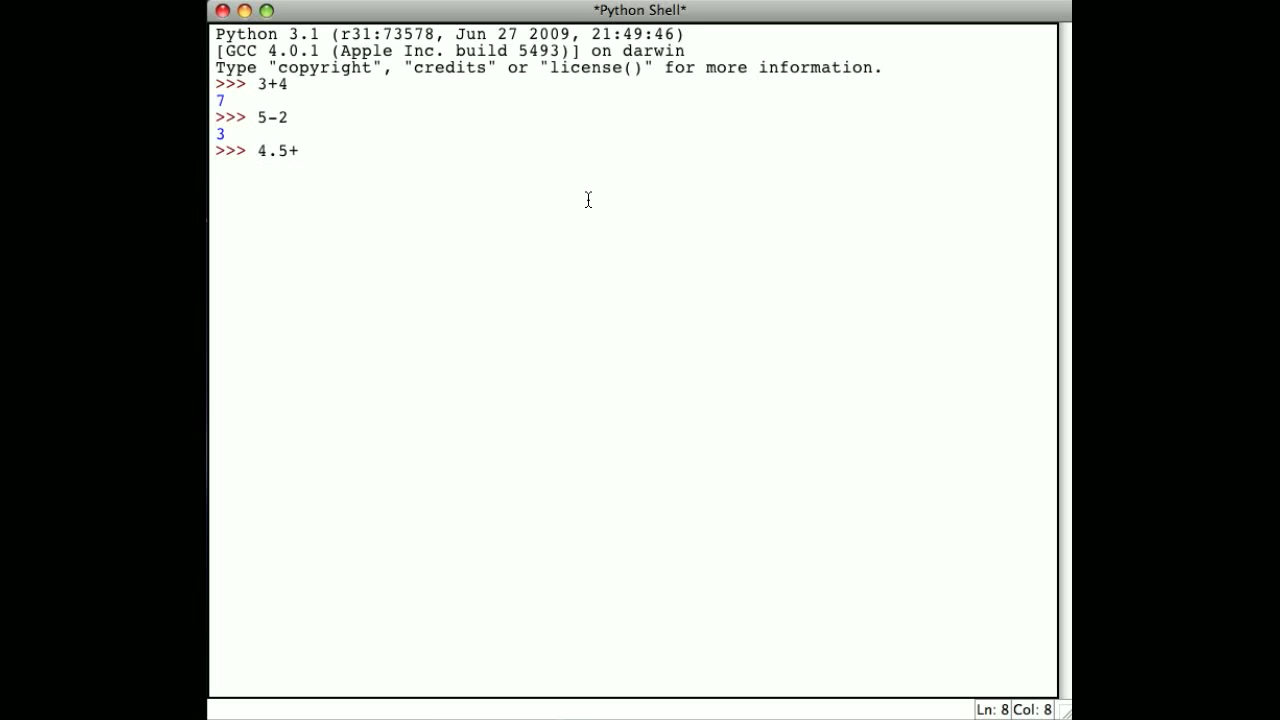 *Python Shell*
Python 3.1 (r31:73578, Jun 27 2009, 21:49:46)
[GCC 4.0.1 (Apple Inc. build 5493)] on darwin
Type "copyright", "credits" or "license()" for more information.
>>> 3+4
7
>>> 5-2
3
>>> 4.5+
Ln: 8 Col: 8